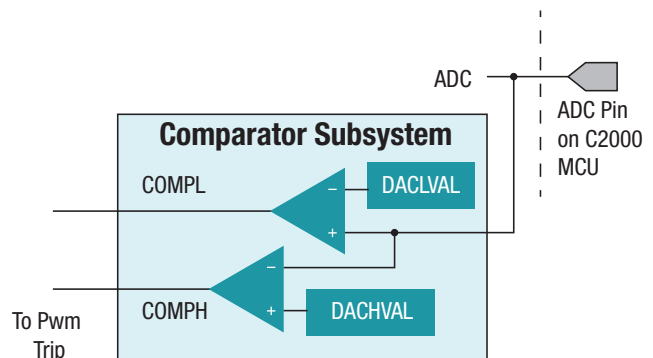 ADC
ADC Pin
on C2000
MCU
Comparator Subsystem
COMPL
−
DACLVAL
+
−
COMPH
+
DACHVAL
To Pwm
Trip